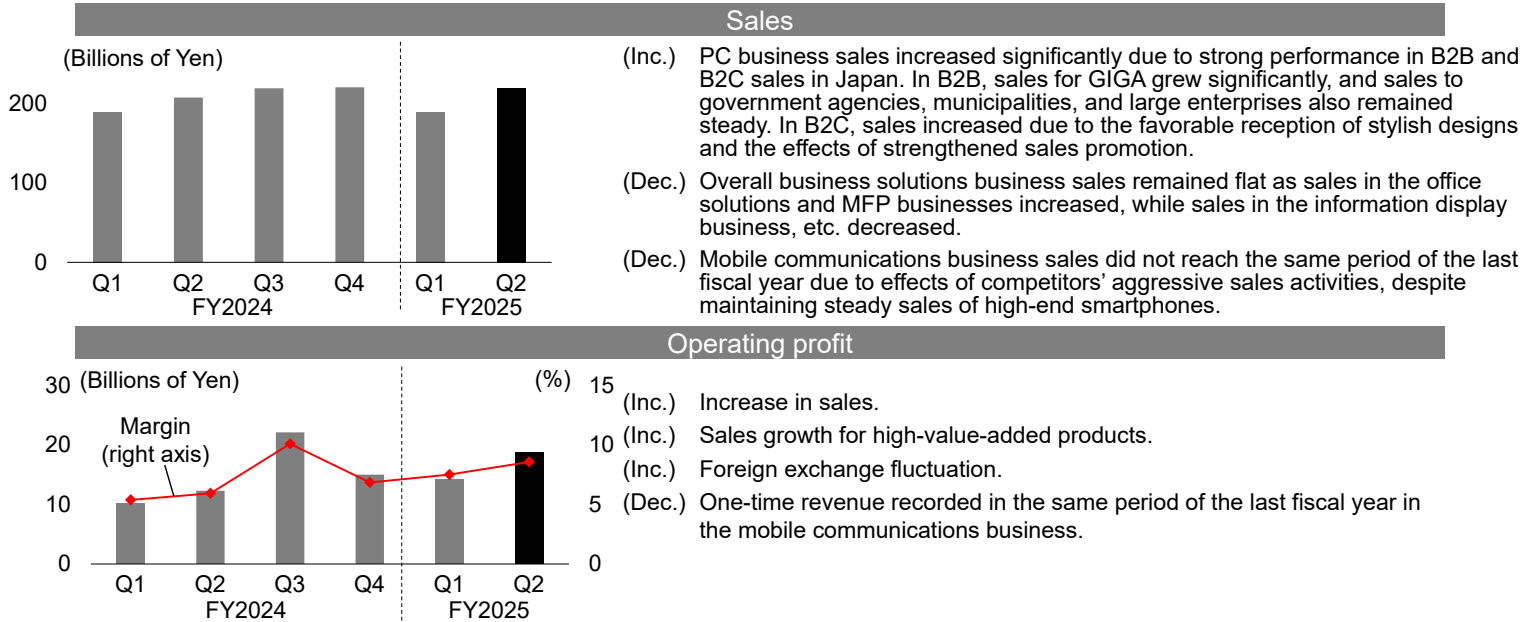 Sales
(Billions of Yen)
200
100
0
Q1 Q2 Q3 Q4 Q1 Q2
FY2024 FY2025
(Inc.) PC business sales increased significantly due to strong performance in B2B and
B2C sales in Japan. In B2B, sales for GIGA grew significantly, and sales to
government agencies, municipalities, and large enterprises also remained
steady. In B2C, sales increased due to the favorable reception of stylish designs
and the effects of strengthened sales promotion.
(Dec.) Overall business solutions business sales remained flat as sales in the office
solutions and MFP businesses increased, while sales in the information display
business, etc. decreased.
(Dec.) Mobile communications business sales did not reach the same period of the last
fiscal year due to effects of competitors’ aggressive sales activities, despite
maintaining steady sales of high-end smartphones.
Operating profit
30 (Billions of Yen) (%) 15
Margin
(right axis)
20 10
10 5
0 0
Q1 Q2 Q3 Q4 Q1 Q2
FY2024 FY2025
(Inc.) Increase in sales.
(Inc.) Sales growth for high-value-added products.
(Inc.) Foreign exchange fluctuation.
(Dec.) One-time revenue recorded in the same period of the last fiscal year in
the mobile communications business.